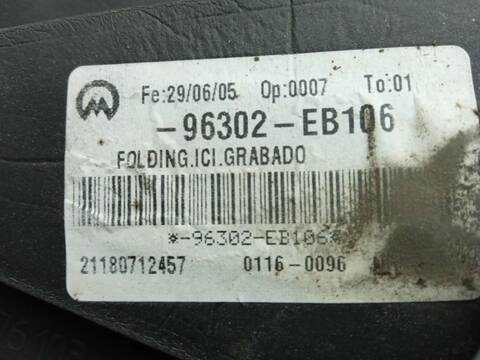 Fe:29/06/05 Op:0007 To:01
-96302-EB106
FOLDING.ICI.GRABADO
*-96302-EB106*
21180712457 0116-0096